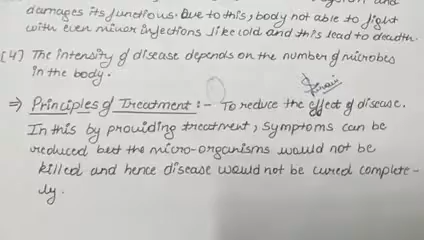 damages its functions. Due to this, body not able to fight
with even minor infections like cold and this lead to deadth.
[4] The intensity of disease depends on the number of microbes
in the body.
⇒ Principles of Treatment :- To reduce the effect of disease.
In this by providing treatment, symptoms can be
reduced but the micro-organisms would not be
killed and hence disease would not be cured complete-
ly.